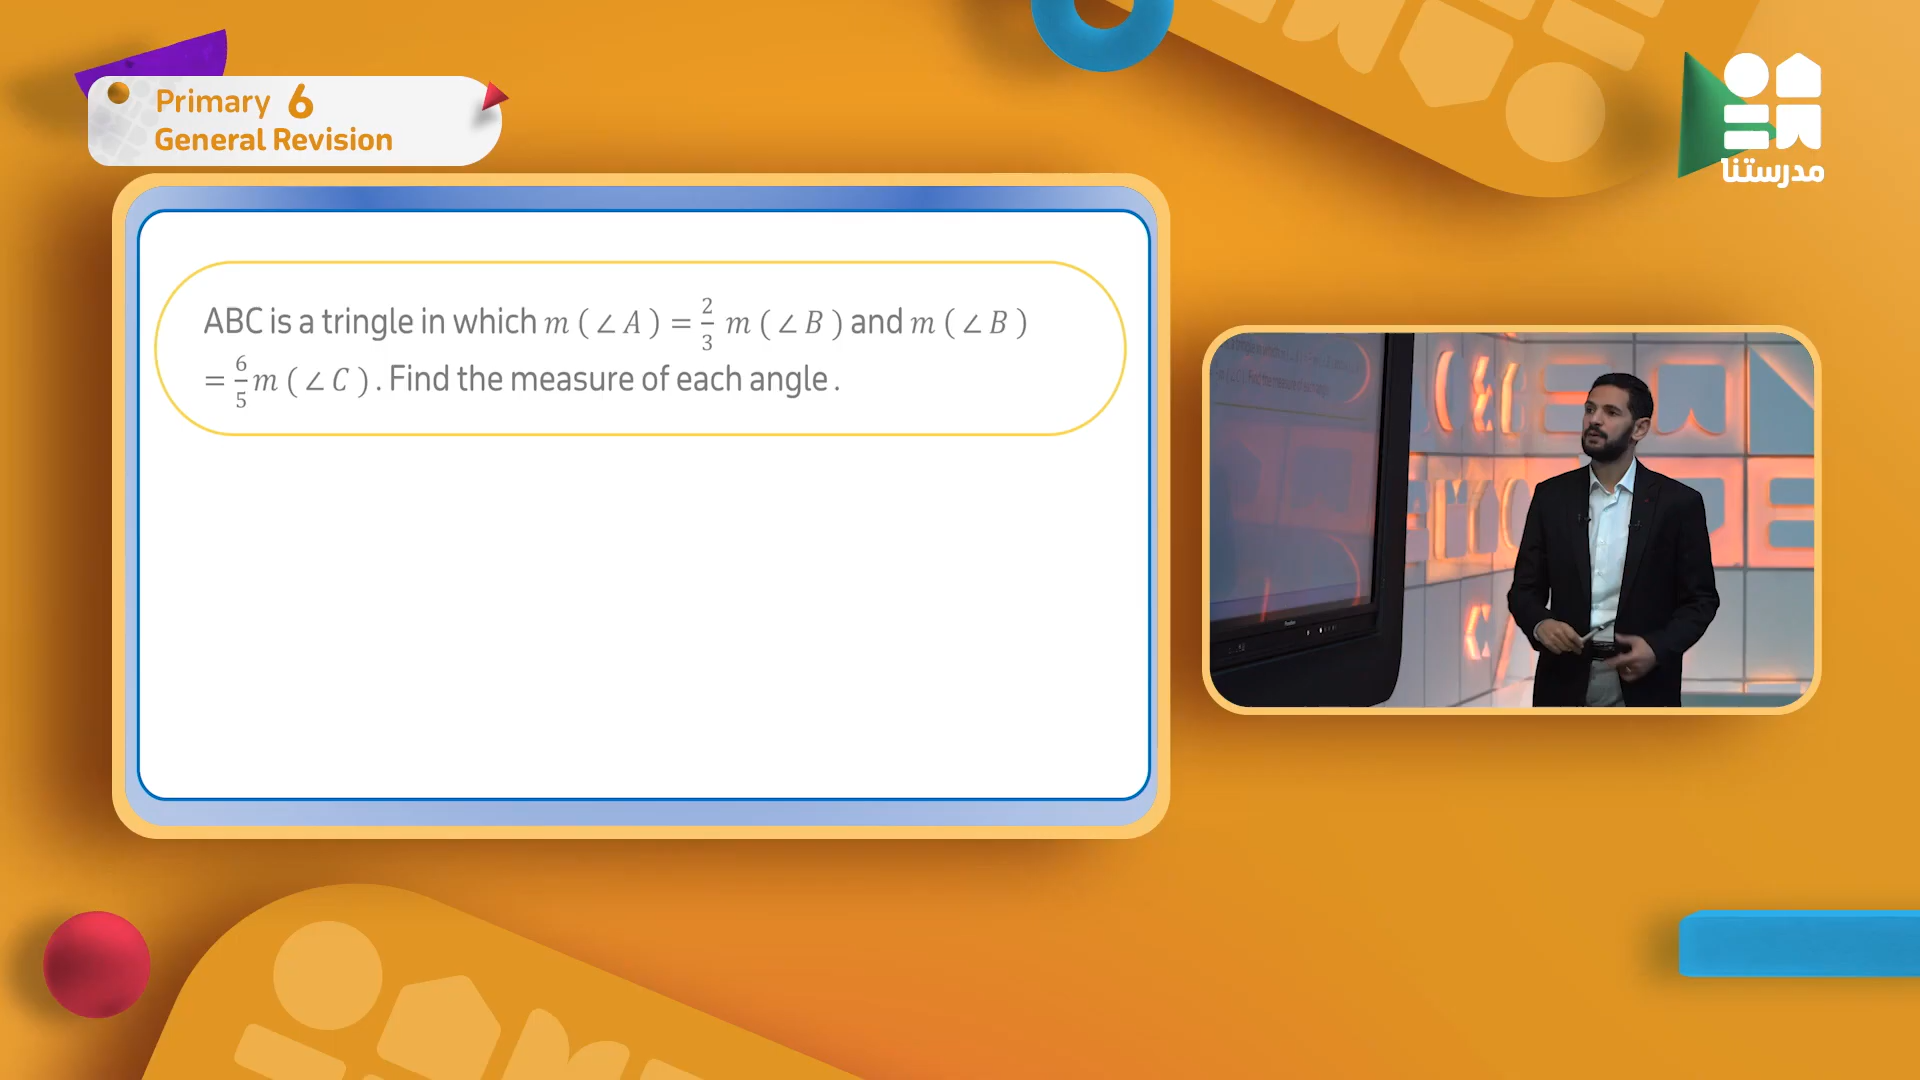 Primary 6
General Revision
مدرستنا
ABC is a tringle in which m ( ∠ A ) = 2/3 m ( ∠ B ) and m ( ∠ B )
= 6/5 m ( ∠ C ) . Find the measure of each angle .